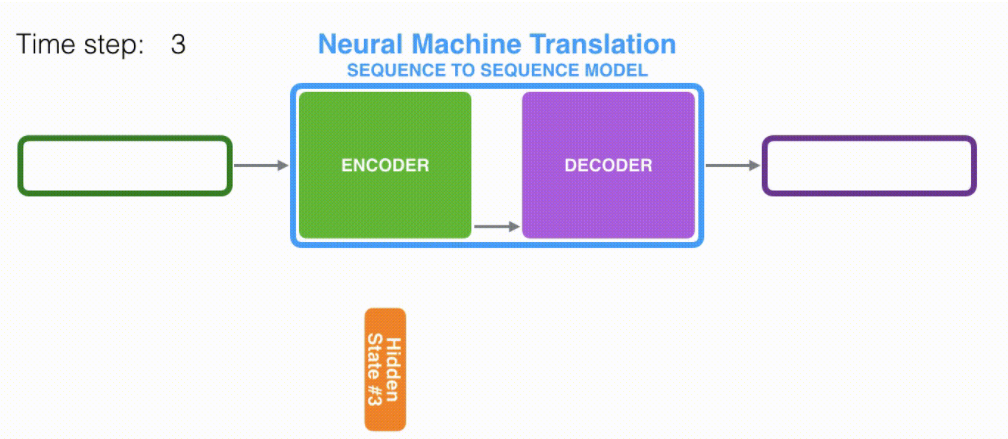 Time step: 3
Neural Machine Translation
SEQUENCE TO SEQUENCE MODEL
ENCODER
DECODER
Hidden
State #3